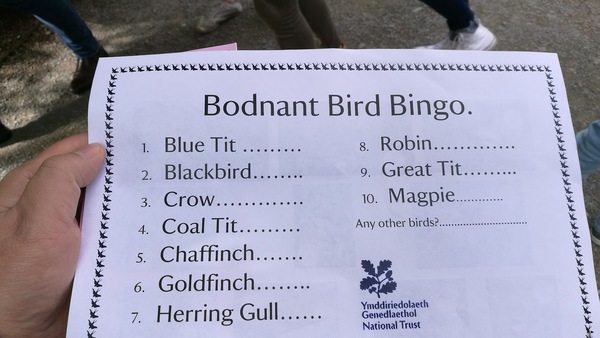 Bodnant Bird Bingo.
1. Blue Tit .........
2. Blackbird........
3. Crow.............
4. Coal Tit.........
5. Chaffinch.......
6. Goldfinch........
7. Herring Gull......
8. Robin.............
9. Great Tit.........
10. Magpie.............
Any other birds?..............................
Ymddiriedolaeth
Genedlaethol
National Trust